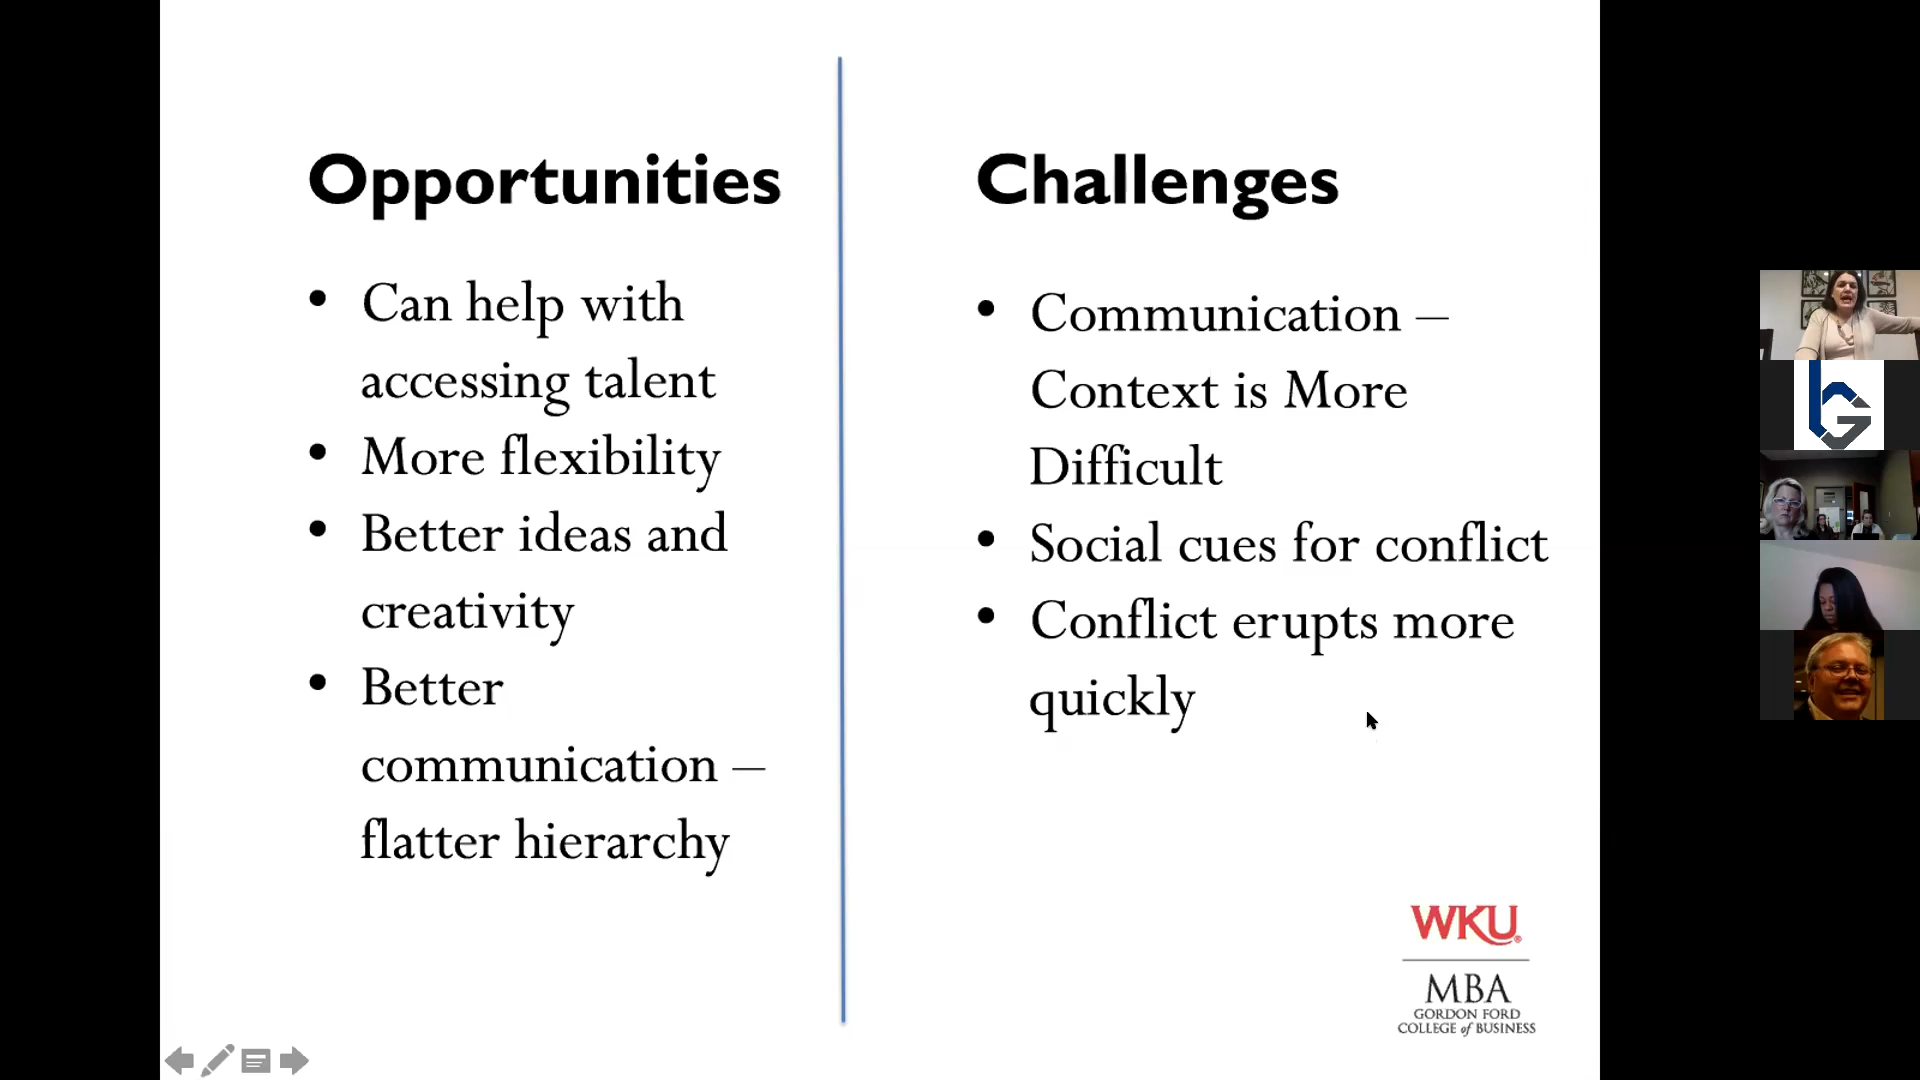 Opportunities
• Can help with
accessing talent
• More flexibility
• Better ideas and
creativity
• Better
communication –
flatter hierarchy
Challenges
• Communication –
Context is More
Difficult
• Social cues for conflict
• Conflict erupts more
quickly
WKU®
MBA
GORDON FORD
COLLEGE of BUSINESS